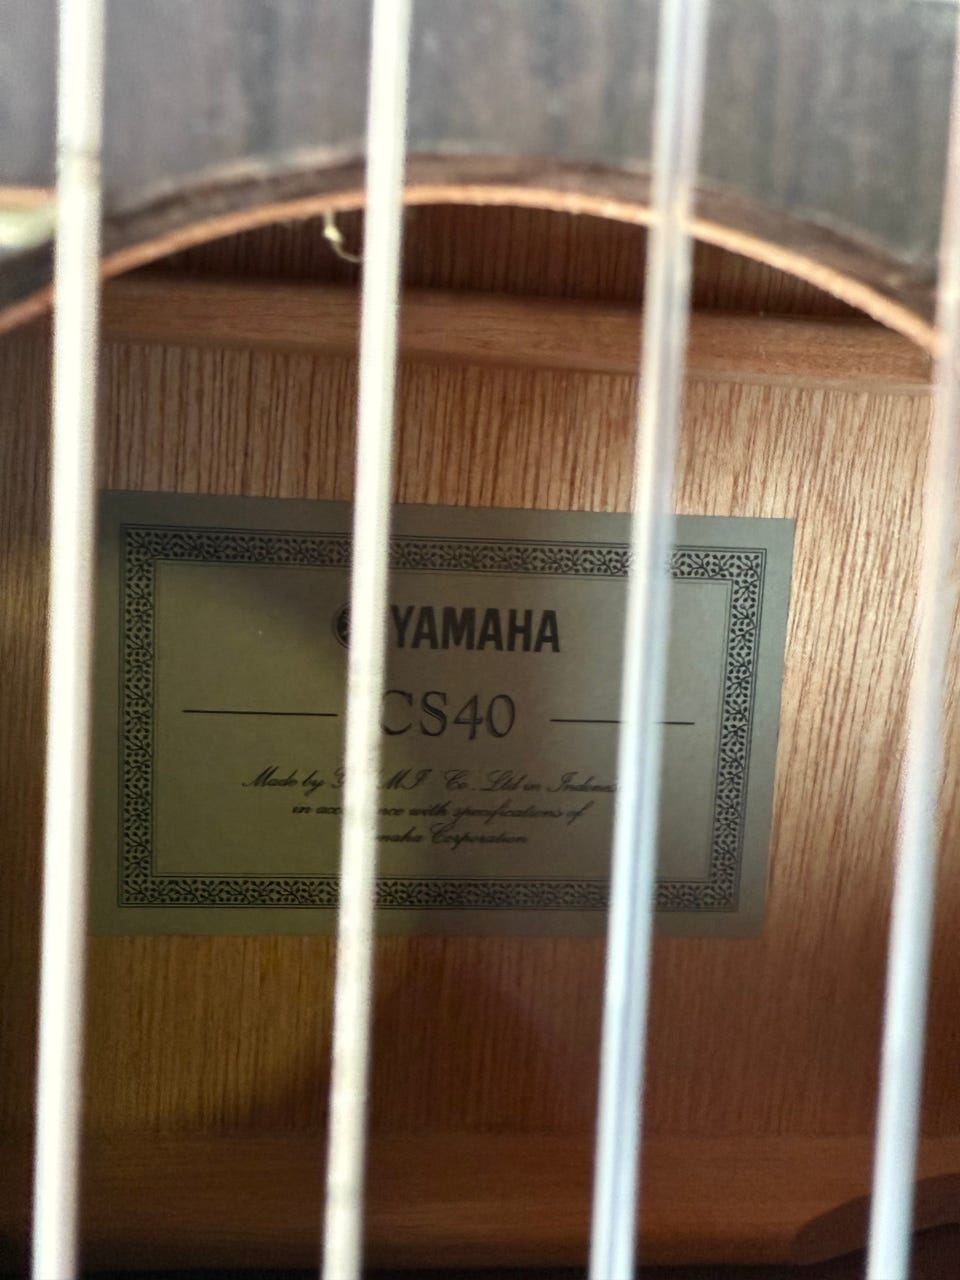 YAMAHA
CS40
Made by Co. Ltd in
in with specifications of
Corporation